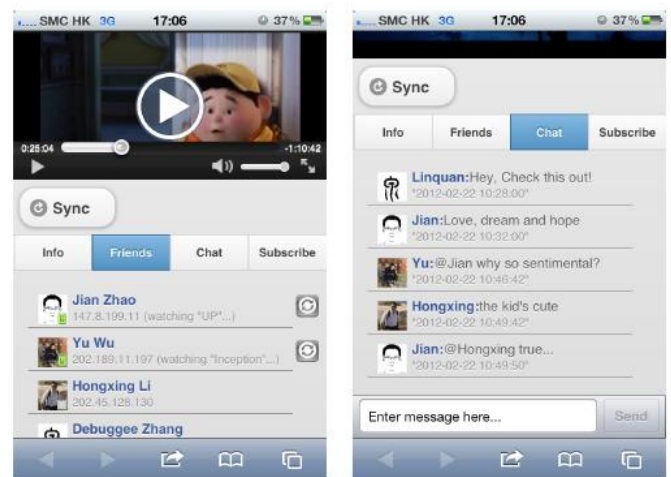 SMC HK 3G 17:06 37%
0:25:04 -1:10:42
Sync
Info Friends Chat Subscribe
Jian Zhao
147.8.199.11 (watching "UP"...)
Yu Wu
202.189.11.197 (watching "Inception"...)
Hongxing Li
202.45.128.130
Debuggee Zhang
SMC HK 3G 17:06 37%
Sync
Info Friends Chat Subscribe
Linquan:Hey, Check this out!
"2012-02-22 10:28:00"
Jian:Love, dream and hope
"2012-02-22 10:32:00"
Yu:@Jian why so sentimental?
"2012-02-22 10:46:42"
Hongxing:the kid's cute
"2012-02-22 10:49:42"
Jian:@Hongxing true...
"2012-02-22 10:49:50"
Enter message here... Send